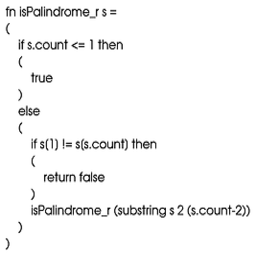 fn isPalindrome_r s =
(
if s.count <= 1 then
(
true
)
else
(
if s(1) != s(s.count) then
(
return false
)
isPalindrome_r (substring s 2 (s.count-2))
)
)